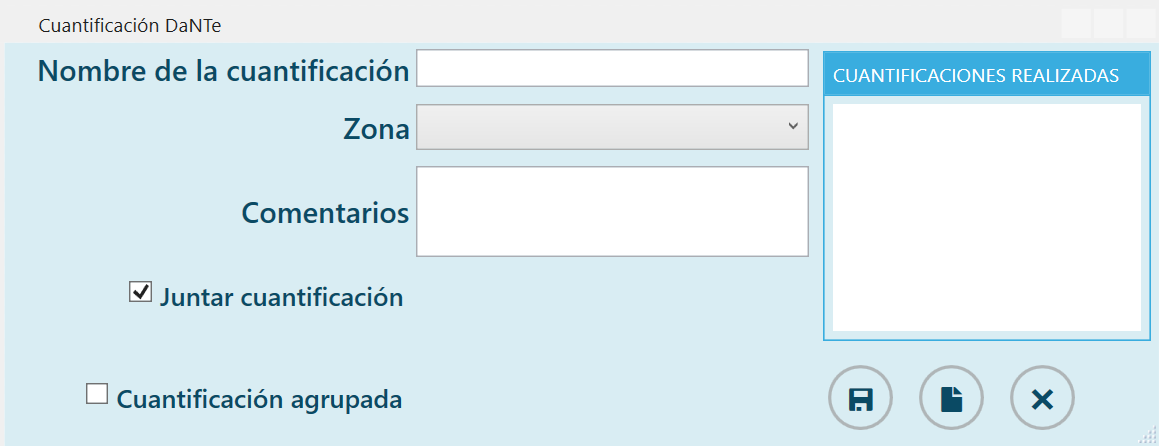 Cuantificación DaNTe
Nombre de la cuantificación
CUANTIFICACIONES REALIZADAS
Zona
Comentarios
Juntar cuantificación
Cuantificación agrupada